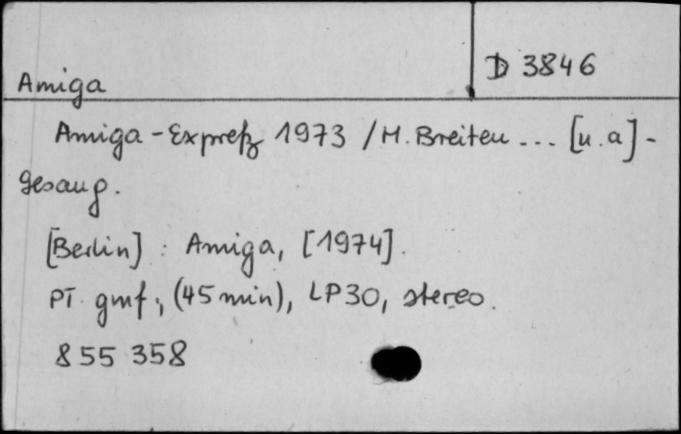 D 3846
Amiga
Amiga-Expreß 1973 / M. Breiten ... [u. a] -
Gesang.
[Berlin] : Amiga, [1974].
PT. gmf., (45 min), LP30, stereo.
855 358